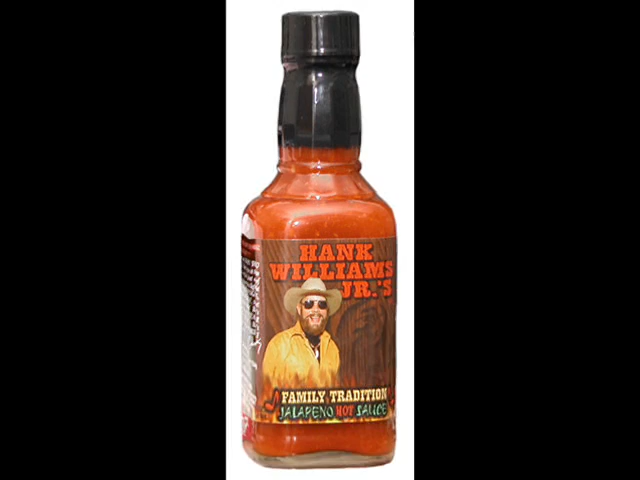 HANK
WILLIAMS
JR.'S
FAMILY TRADITION
JALAPENO HOT SAUCE